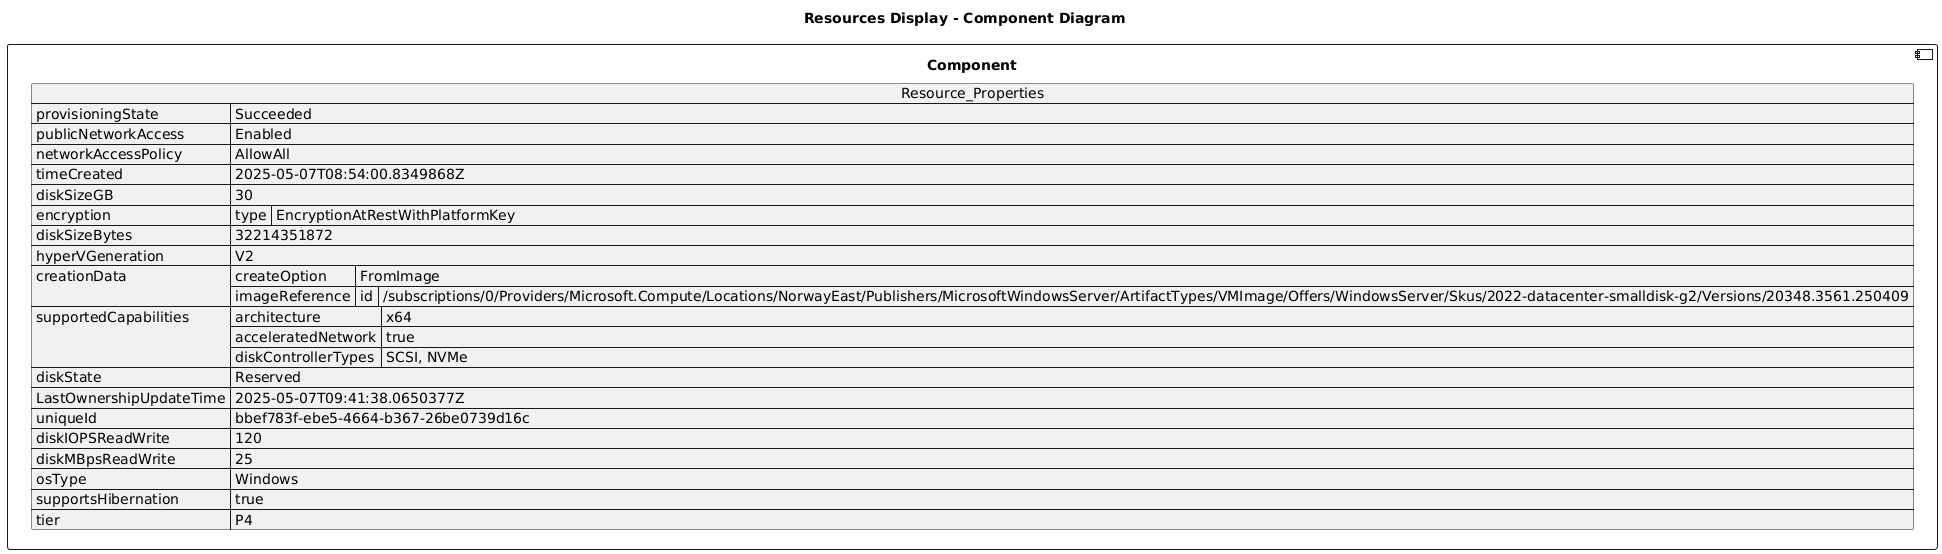 Resources Display - Component Diagram
Component
Resource_Properties
provisioningState Succeeded
publicNetworkAccess Enabled
networkAccessPolicy AllowAll
timeCreated 2025-05-07T08:54:00.8349868Z
diskSizeGB 30
encryption type EncryptionAtRestWithPlatformKey
diskSizeBytes 32214351872
hyperVGeneration V2
creationData createOption FromImage
imageReference id /subscriptions/0/Providers/Microsoft.Compute/Locations/NorwayEast/Publishers/MicrosoftWindowsServer/ArtifactTypes/VMImage/Offers/WindowsServer/Skus/2022-datacenter-smalldisk-g2/Versions/20348.3561.250409
supportedCapabilities architecture x64
acceleratedNetwork true
diskControllerTypes SCSI, NVMe
diskState Reserved
LastOwnershipUpdateTime 2025-05-07T09:41:38.0650377Z
uniqueId bbef783f-ebe5-4664-b367-26be0739d16c
diskIOPSReadWrite 120
diskMBpsReadWrite 25
osType Windows
supportsHibernation true
tier P4